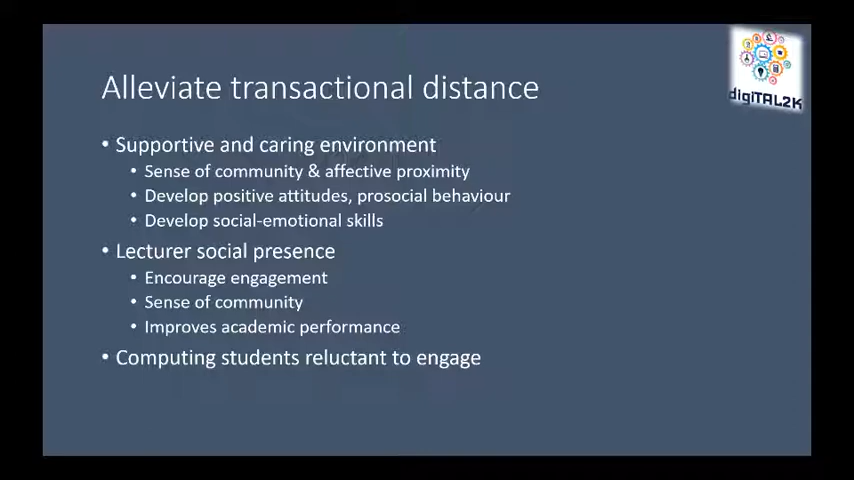 Alleviate transactional distance
digiTAL2K
• Supportive and caring environment
• Sense of community & affective proximity
• Develop positive attitudes, prosocial behaviour
• Develop social-emotional skills
• Lecturer social presence
• Encourage engagement
• Sense of community
• Improves academic performance
• Computing students reluctant to engage